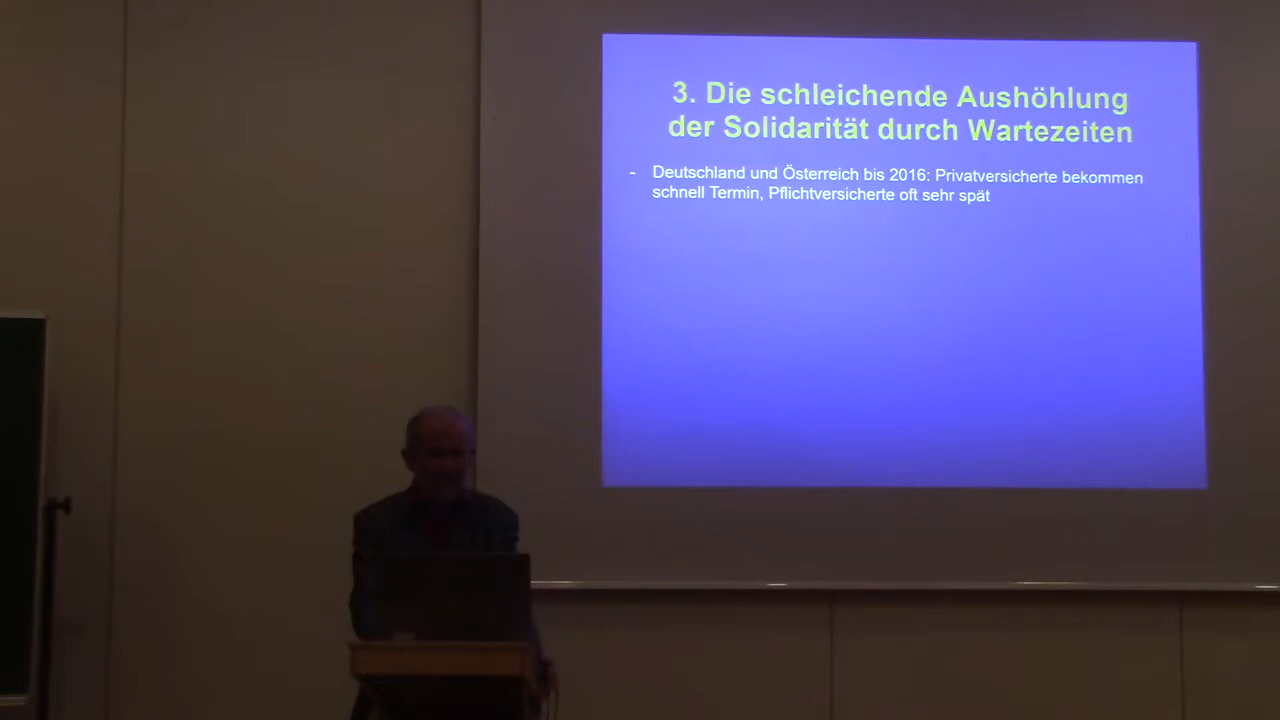 3. Die schleichende Aushöhlung
der Solidarität durch Wartezeiten
- Deutschland und Österreich bis 2016: Privatversicherte bekommen
schnell Termin, Pflichtversicherte oft sehr spät